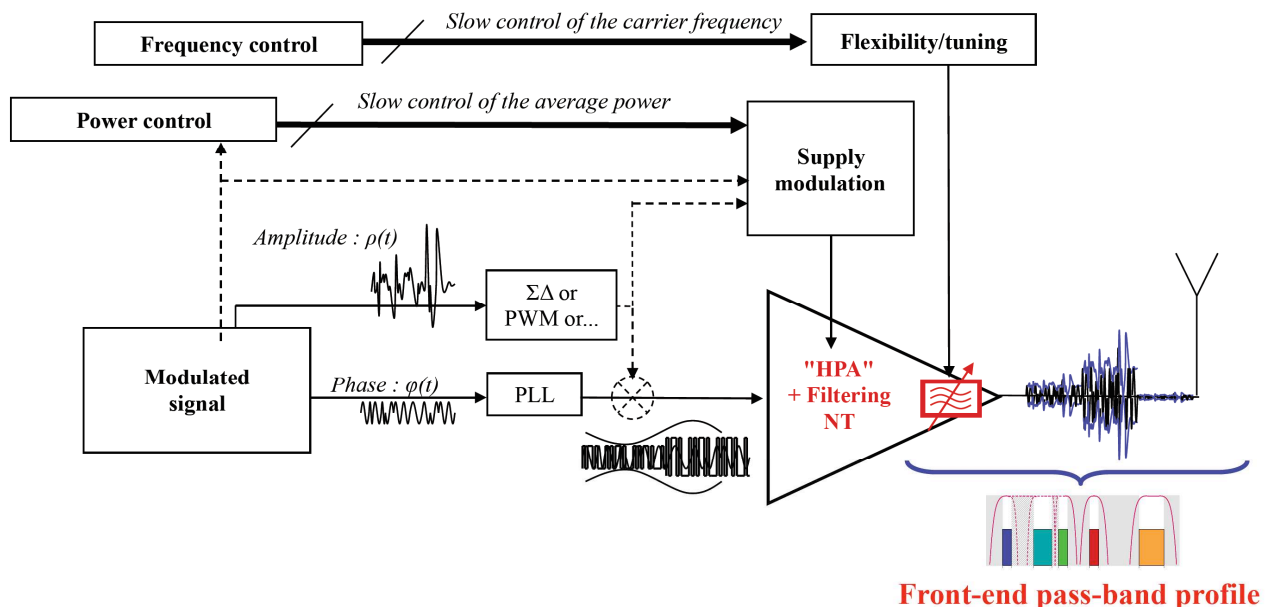 Slow control of the carrier frequency
Frequency control
Flexibility/tuning
Slow control of the average power
Power control
Supply
modulation
Amplitude : ρ(t)
ΣΔ or
PWM or...
Modulated
signal
Phase : φ(t)
PLL
"HPA"
+ Filtering
NT
Front-end pass-band profile